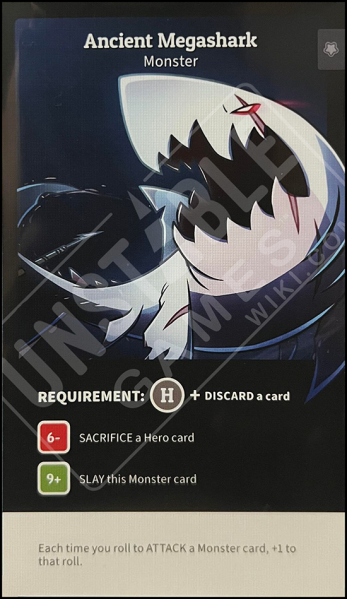 Ancient Megashark
Monster
REQUIREMENT: H + DISCARD a card
6- SACRIFICE a Hero card
9+ SLAY this Monster card
Each time you roll to ATTACK a Monster card, +1 to
that roll.
UNSTABLE
GAMES
WIKI.COM